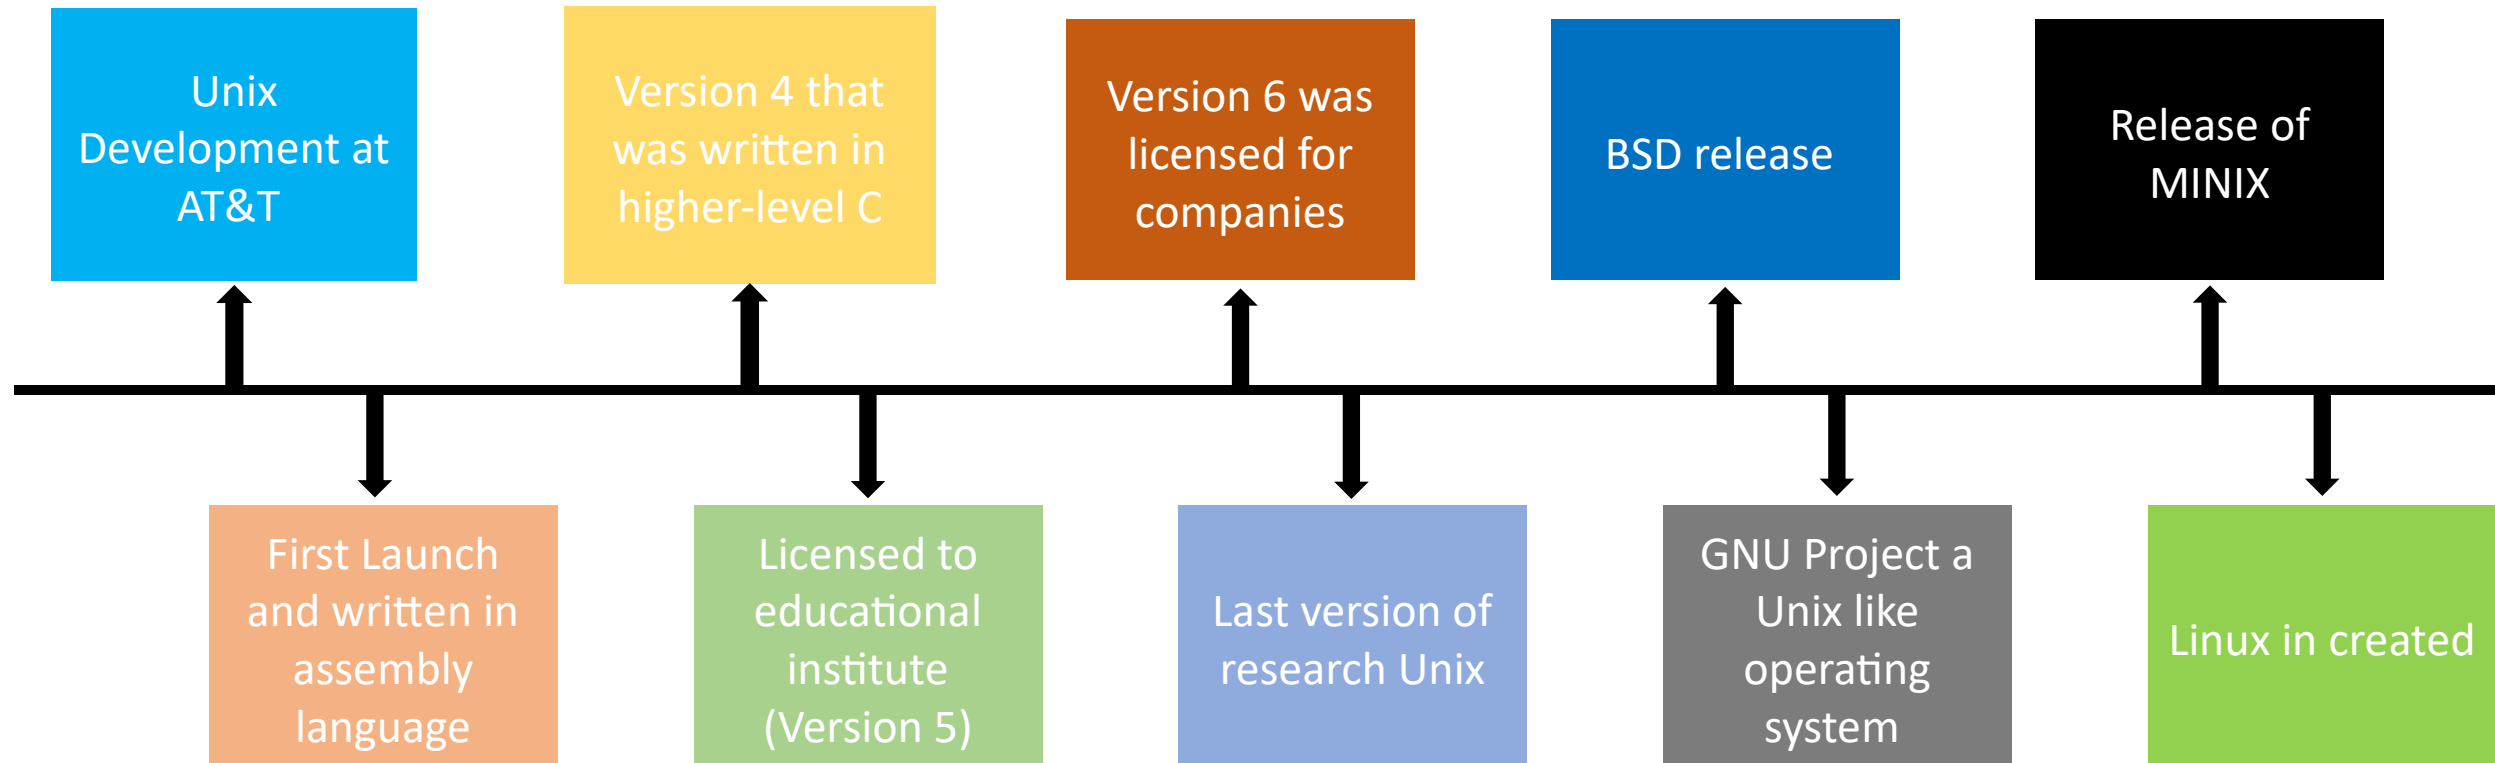 Unix
Development at
AT&T
Version 4 that
was written in
higher-level C
Version 6 was
licensed for
companies
BSD release
Release of
MINIX
First Launch
and written in
assembly
language
Licensed to
educational
institute
(Version 5)
Last version of
research Unix
GNU Project a
Unix like
operating
system
Linux in created